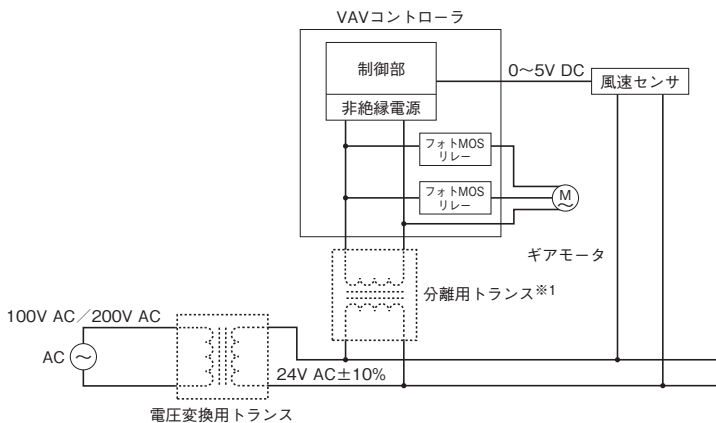 VAVコントローラ
制御部
0〜5V DC
風速センサ
非絶縁電源
フォトMOS
リレー
フォトMOS
リレー
M
ギアモータ
分離用トランス※1
100V AC／200V AC
AC
24V AC±10%
電圧変換用トランス